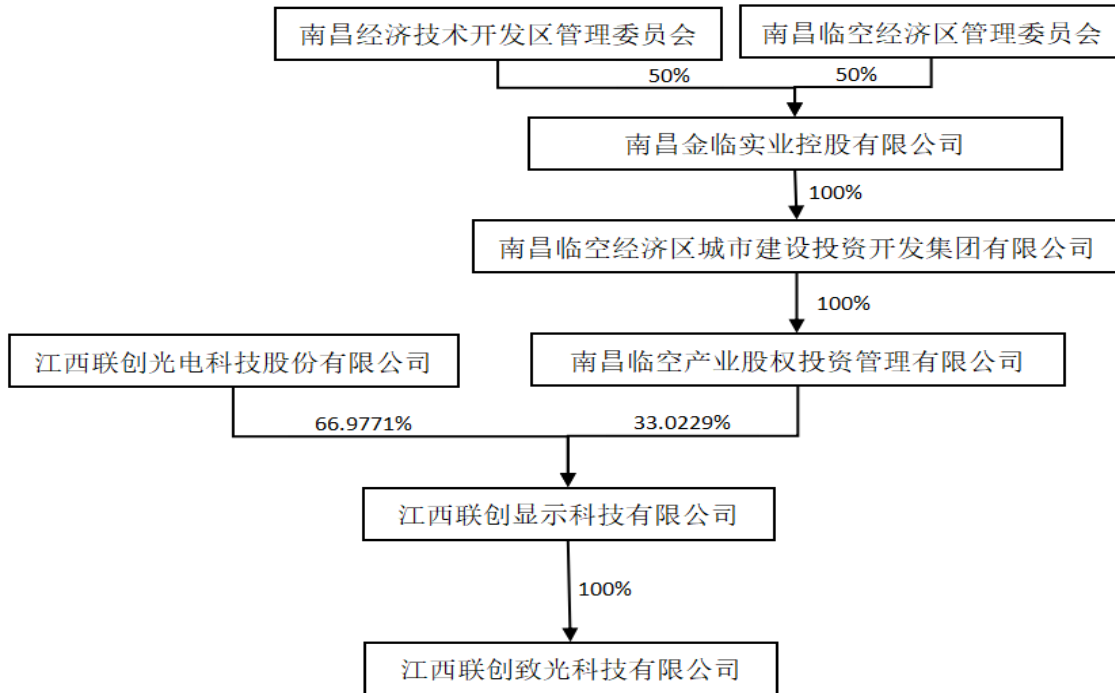 南昌经济技术开发区管理委员会
南昌临空经济区管理委员会
50%
50%
南昌金临实业控股有限公司
100%
南昌临空经济区城市建设投资开发集团有限公司
100%
江西联创光电科技股份有限公司
南昌临空产业股权投资管理有限公司
66.9771%
33.0229%
江西联创显示科技有限公司
100%
江西联创致光科技有限公司